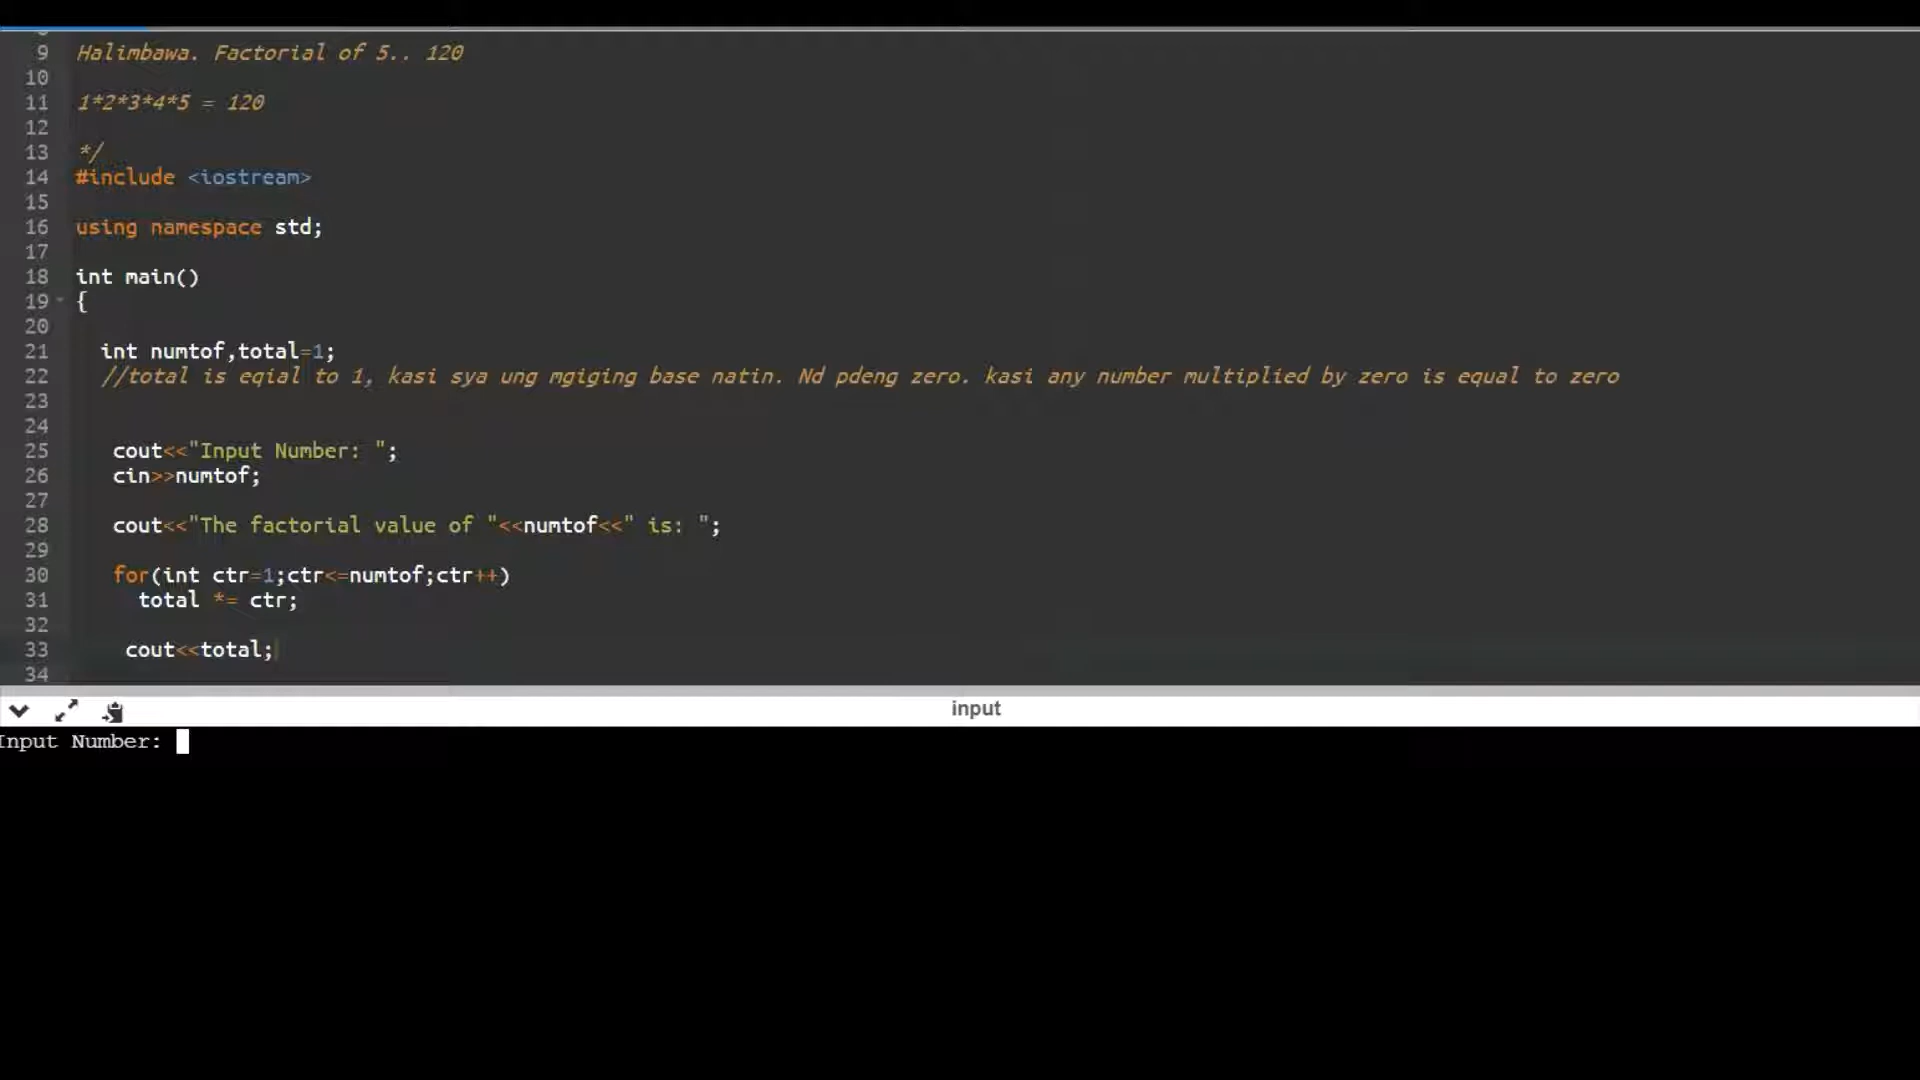 9 Halimbawa. Factorial of 5.. 120
10
11 1*2*3*4*5 = 120
12
13 */
14 #include <iostream>
15
16 using namespace std;
17
18 int main()
19 {
20
21 int numtof,total=1;
22 //total is eqial to 1, kasi sya ung mgiging base natin. Nd pdeng zero. kasi any number multiplied by zero is equal to zero
23
24
25 cout<<"Input Number: ";
26 cin>>numtof;
27
28 cout<<"The factorial value of "<<numtof<<" is: ";
29
30 for(int ctr=1;ctr<=numtof;ctr++)
31 total *= ctr;
32
33 cout<<total;
34
input
Input Number: